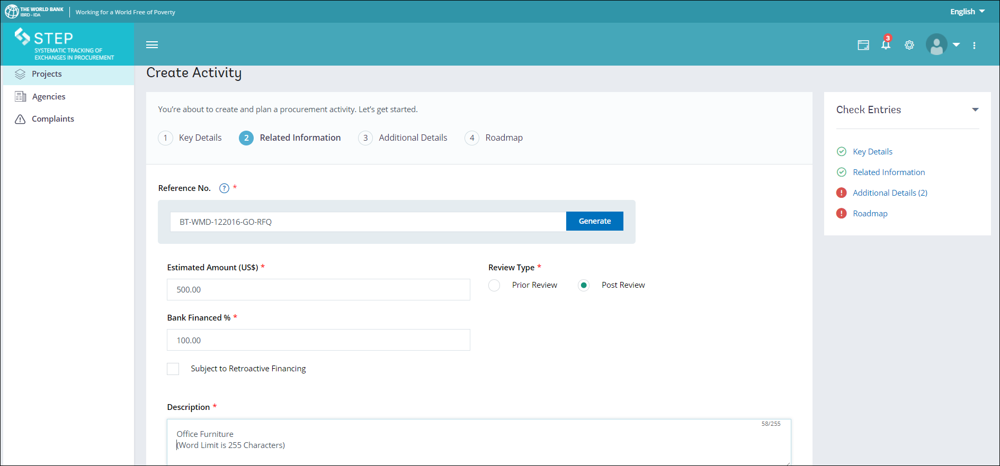 THE WORLD BANK
IBRD - IDA
Working for a World Free of Poverty
English
STEP
SYSTEMATIC TRACKING OF
EXCHANGES IN PROCUREMENT
3
Projects
Agencies
Complaints
Create Activity
You're about to create and plan a procurement activity. Let's get started.
1 Key Details 2 Related Information 3 Additional Details 4 Roadmap
Reference No. ? *
BT-WMD-122016-GO-RFQ Generate
Estimated Amount (US$) *
500.00
Review Type *
Prior Review Post Review
Bank Financed % *
100.00
Subject to Retroactive Financing
Description *
58/255
Office Furniture
(Word Limit is 255 Characters)
Check Entries
Key Details
Related Information
! Additional Details (2)
! Roadmap